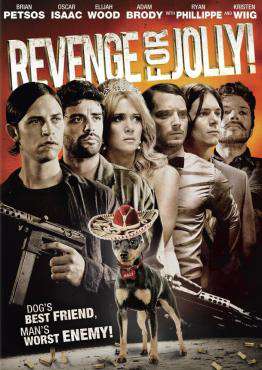 BRIAN PETSOS OSCAR ISAAC ELIJAH WOOD ADAM BRODY WITH RYAN PHILLIPPE AND KRISTEN WIIG
REVENGE FOR JOLLY!
DOG'S
BEST FRIEND,
MAN'S
WORST ENEMY!